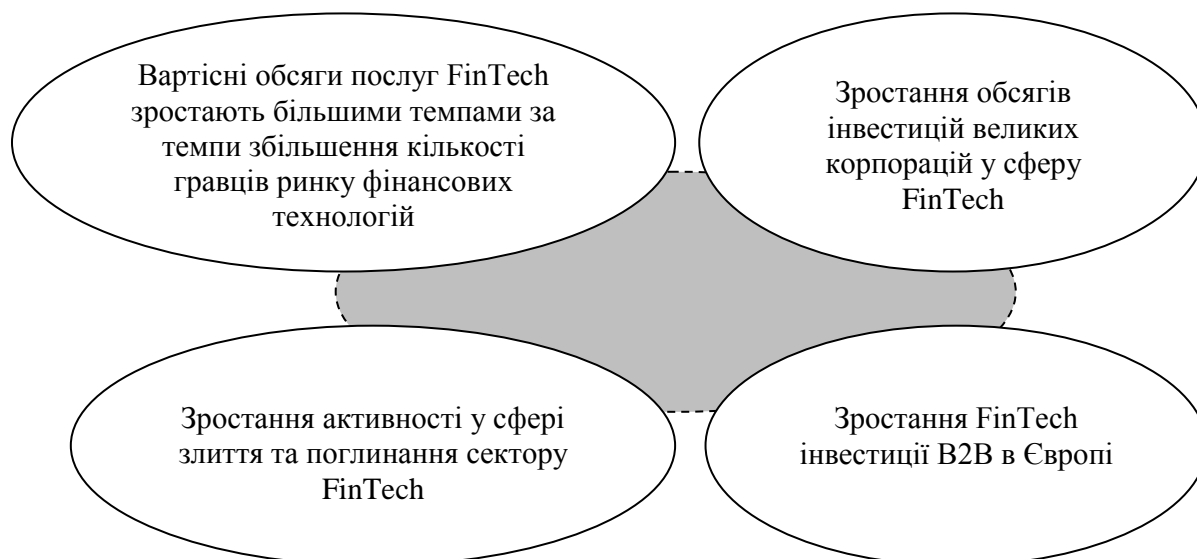 Вартісні обсяги послуг FinTech
зростають більшими темпами за
темпи збільшення кількості
гравців ринку фінансових
технологій
Зростання обсягів
інвестицій великих
корпорацій у сферу
FinTech
Зростання активності у сфері
злиття та поглинання сектору
FinTech
Зростання FinTech
інвестиції B2B в Європі